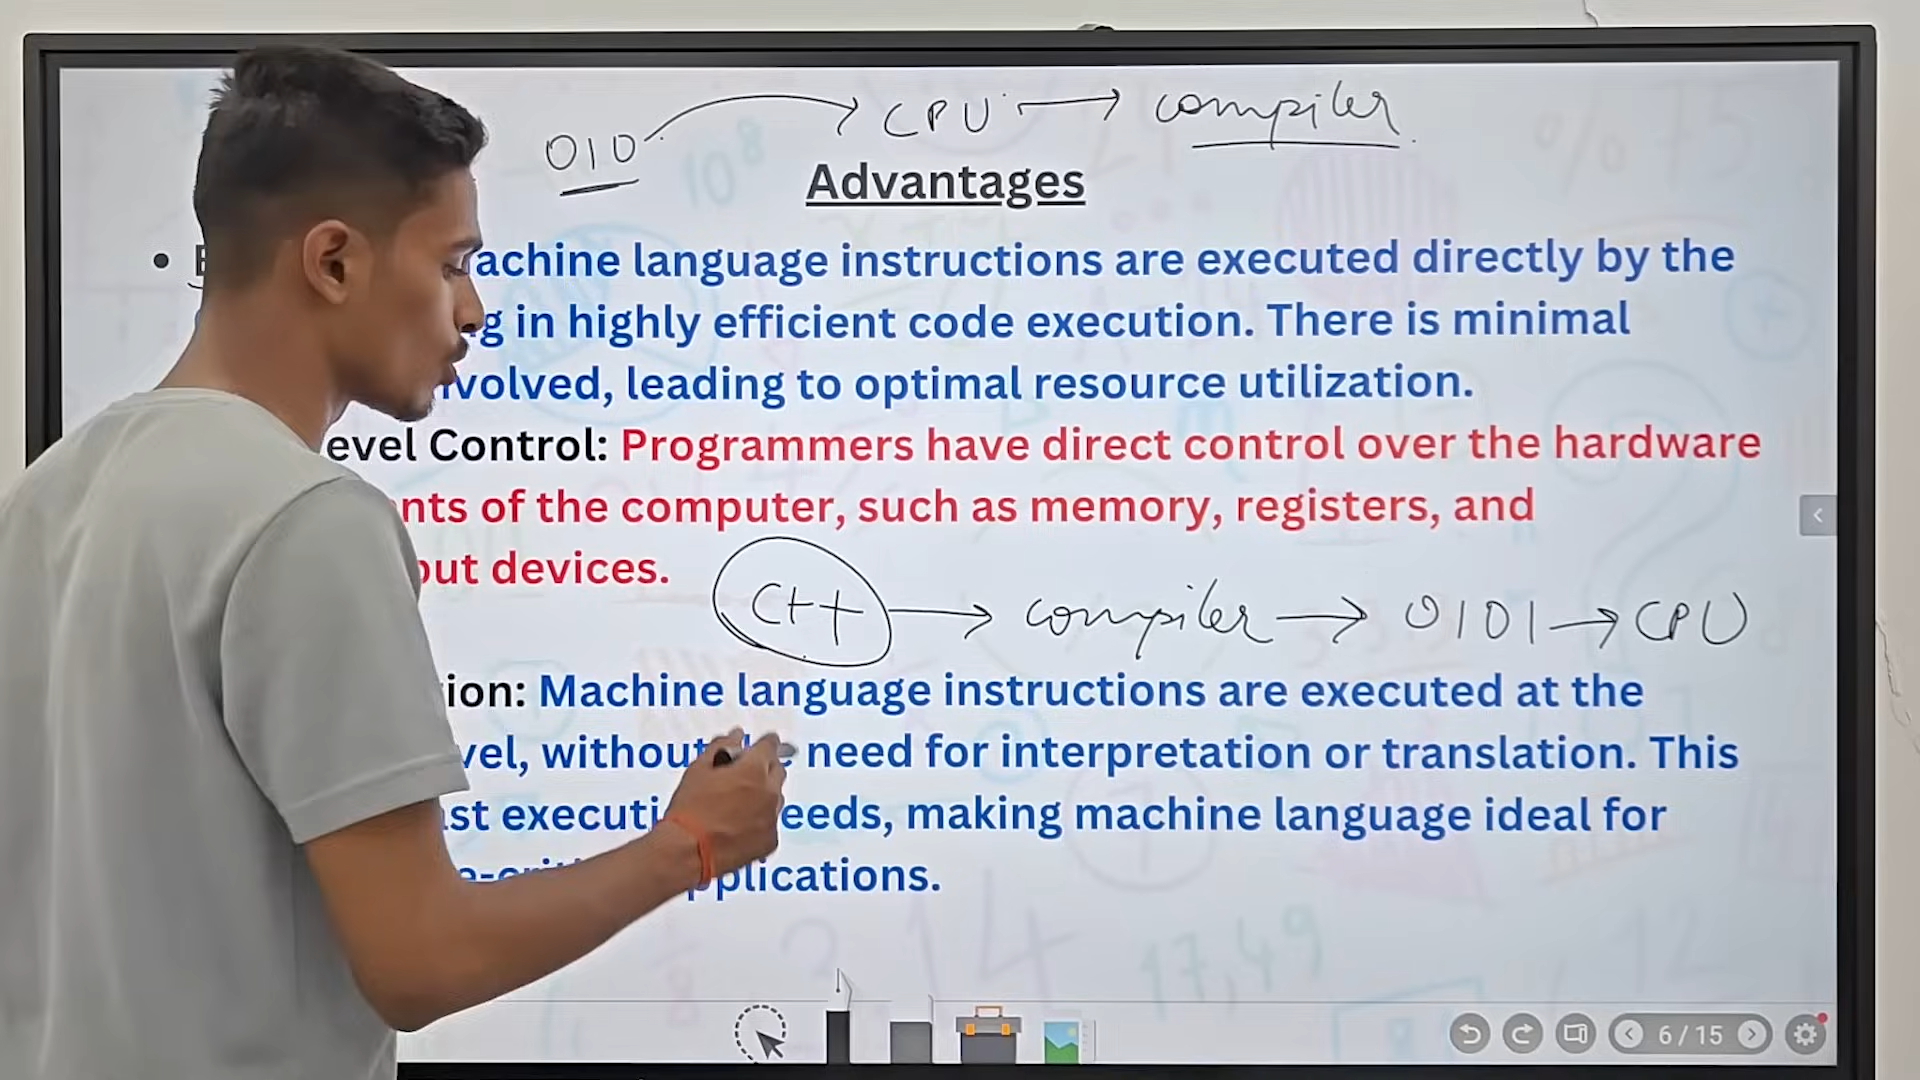 010 → CPU → compiler
Advantages
• achine language instructions are executed directly by the
g in highly efficient code execution. There is minimal
volved, leading to optimal resource utilization.
evel Control: Programmers have direct control over the hardware
nts of the computer, such as memory, registers, and
out devices.
C++ → compiler → 0101 → CPU
ion: Machine language instructions are executed at the
vel, without need for interpretation or translation. This
st executi eeds, making machine language ideal for
pplications.
6/15